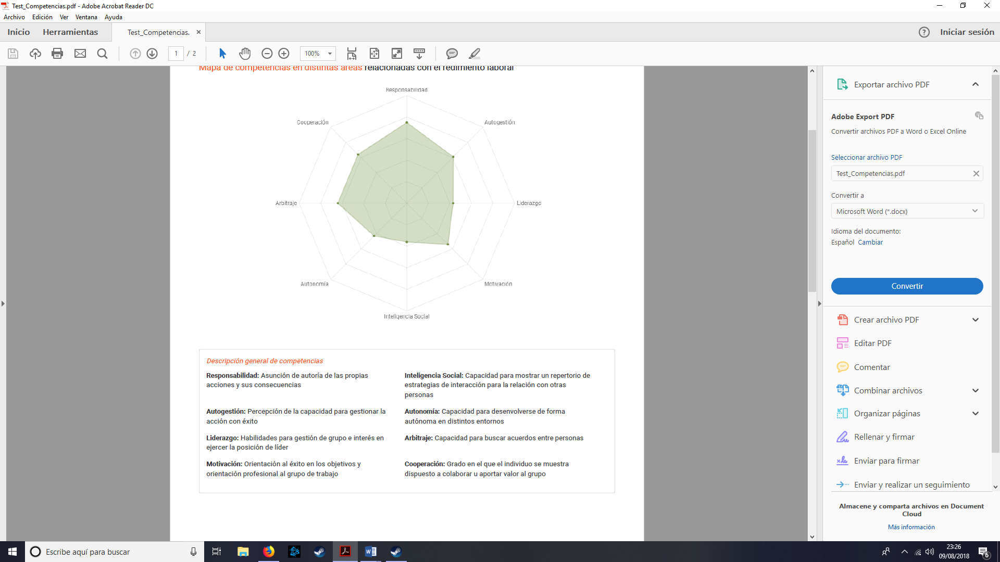 Test_Competencias.pdf - Adobe Acrobat Reader DC
Archivo Edición Ver Ventana Ayuda
Inicio Herramientas Test_Competencias. Iniciar sesión
1 / 2 100%
Mapa de competencias en distintas áreas relacionadas con el redimiento laboral
Responsabilidad
Cooperación Autogestión
Arbitraje Liderazgo
Autonomía Motivación
Inteligencia Social
Descripción general de competencias
Responsabilidad: Asunción de autoría de las propias
acciones y sus consecuencias
Inteligencia Social: Capacidad para mostrar un repertorio de
estrategias de interacción para la relación con otras
personas
Autogestión: Percepción de la capacidad para gestionar la
acción con éxito
Autonomía: Capacidad para desenvolverse de forma
autónoma en distintos entornos
Liderazgo: Habilidades para gestión de grupo e interés en
ejercer la posición de líder
Arbitraje: Capacidad para buscar acuerdos entre personas
Motivación: Orientación al éxito en los objetivos y
orientación profesional al grupo de trabajo
Cooperación: Grado en el que el individuo se muestra
dispuesto a colaborar u aportar valor al grupo
Exportar archivo PDF
Adobe Export PDF
Convertir archivos PDF a Word o Excel Online
Seleccionar archivo PDF
Test_Competencias.pdf
Convertir a
Microsoft Word (*.docx)
Idioma del documento:
Español Cambiar
Convertir
Crear archivo PDF
Editar PDF
Comentar
Combinar archivos
Organizar páginas
Rellenar y firmar
Enviar para firmar
Enviar y realizar un seguimiento
Almacene y comparta archivos en Document
Cloud
Más información
Escribe aquí para buscar
23:26
09/08/2018
6